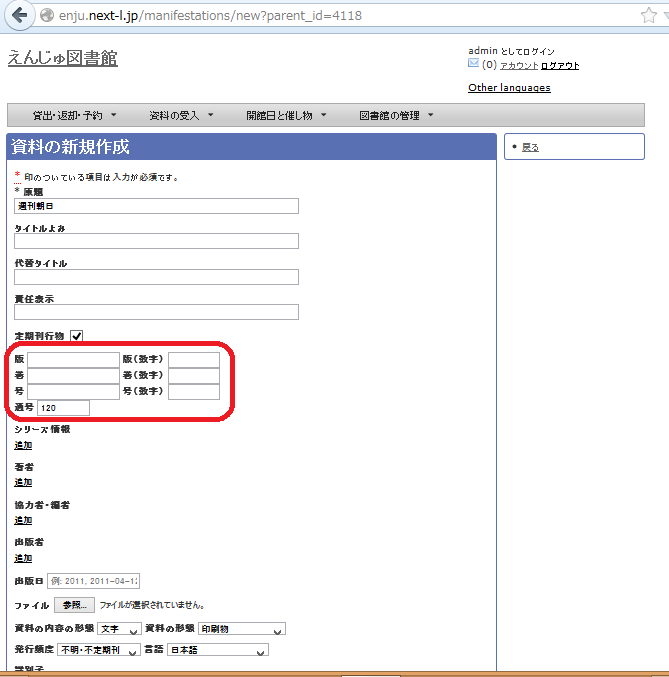 enju.next-l.jp/manifestations/new?parent_id=4118
えんじゅ図書館
admin としてログイン
(0) アカウント ログアウト
Other languages
貸出・返却・予約 ▼ 資料の受入 ▼ 開館日と催し物 ▼ 図書館の管理 ▼
資料の新規作成
• 戻る
* 印のついている項目は入力が必須です。
* 原題
週刊朝日
タイトルよみ
代替タイトル
責任表示
定期刊行物
版 版(数字)
巻 巻(数字)
号 号(数字)
通号 120
シリーズ情報
追加
著者
追加
協力者・編者
追加
出版者
追加
出版日 例: 2011, 2011-04-12
ファイル 参照... ファイルが選択されていません。
資料の内容の形態 文字 資料の形態 印刷物
発行頻度 不明・不定期刊 言語 日本語
識別子